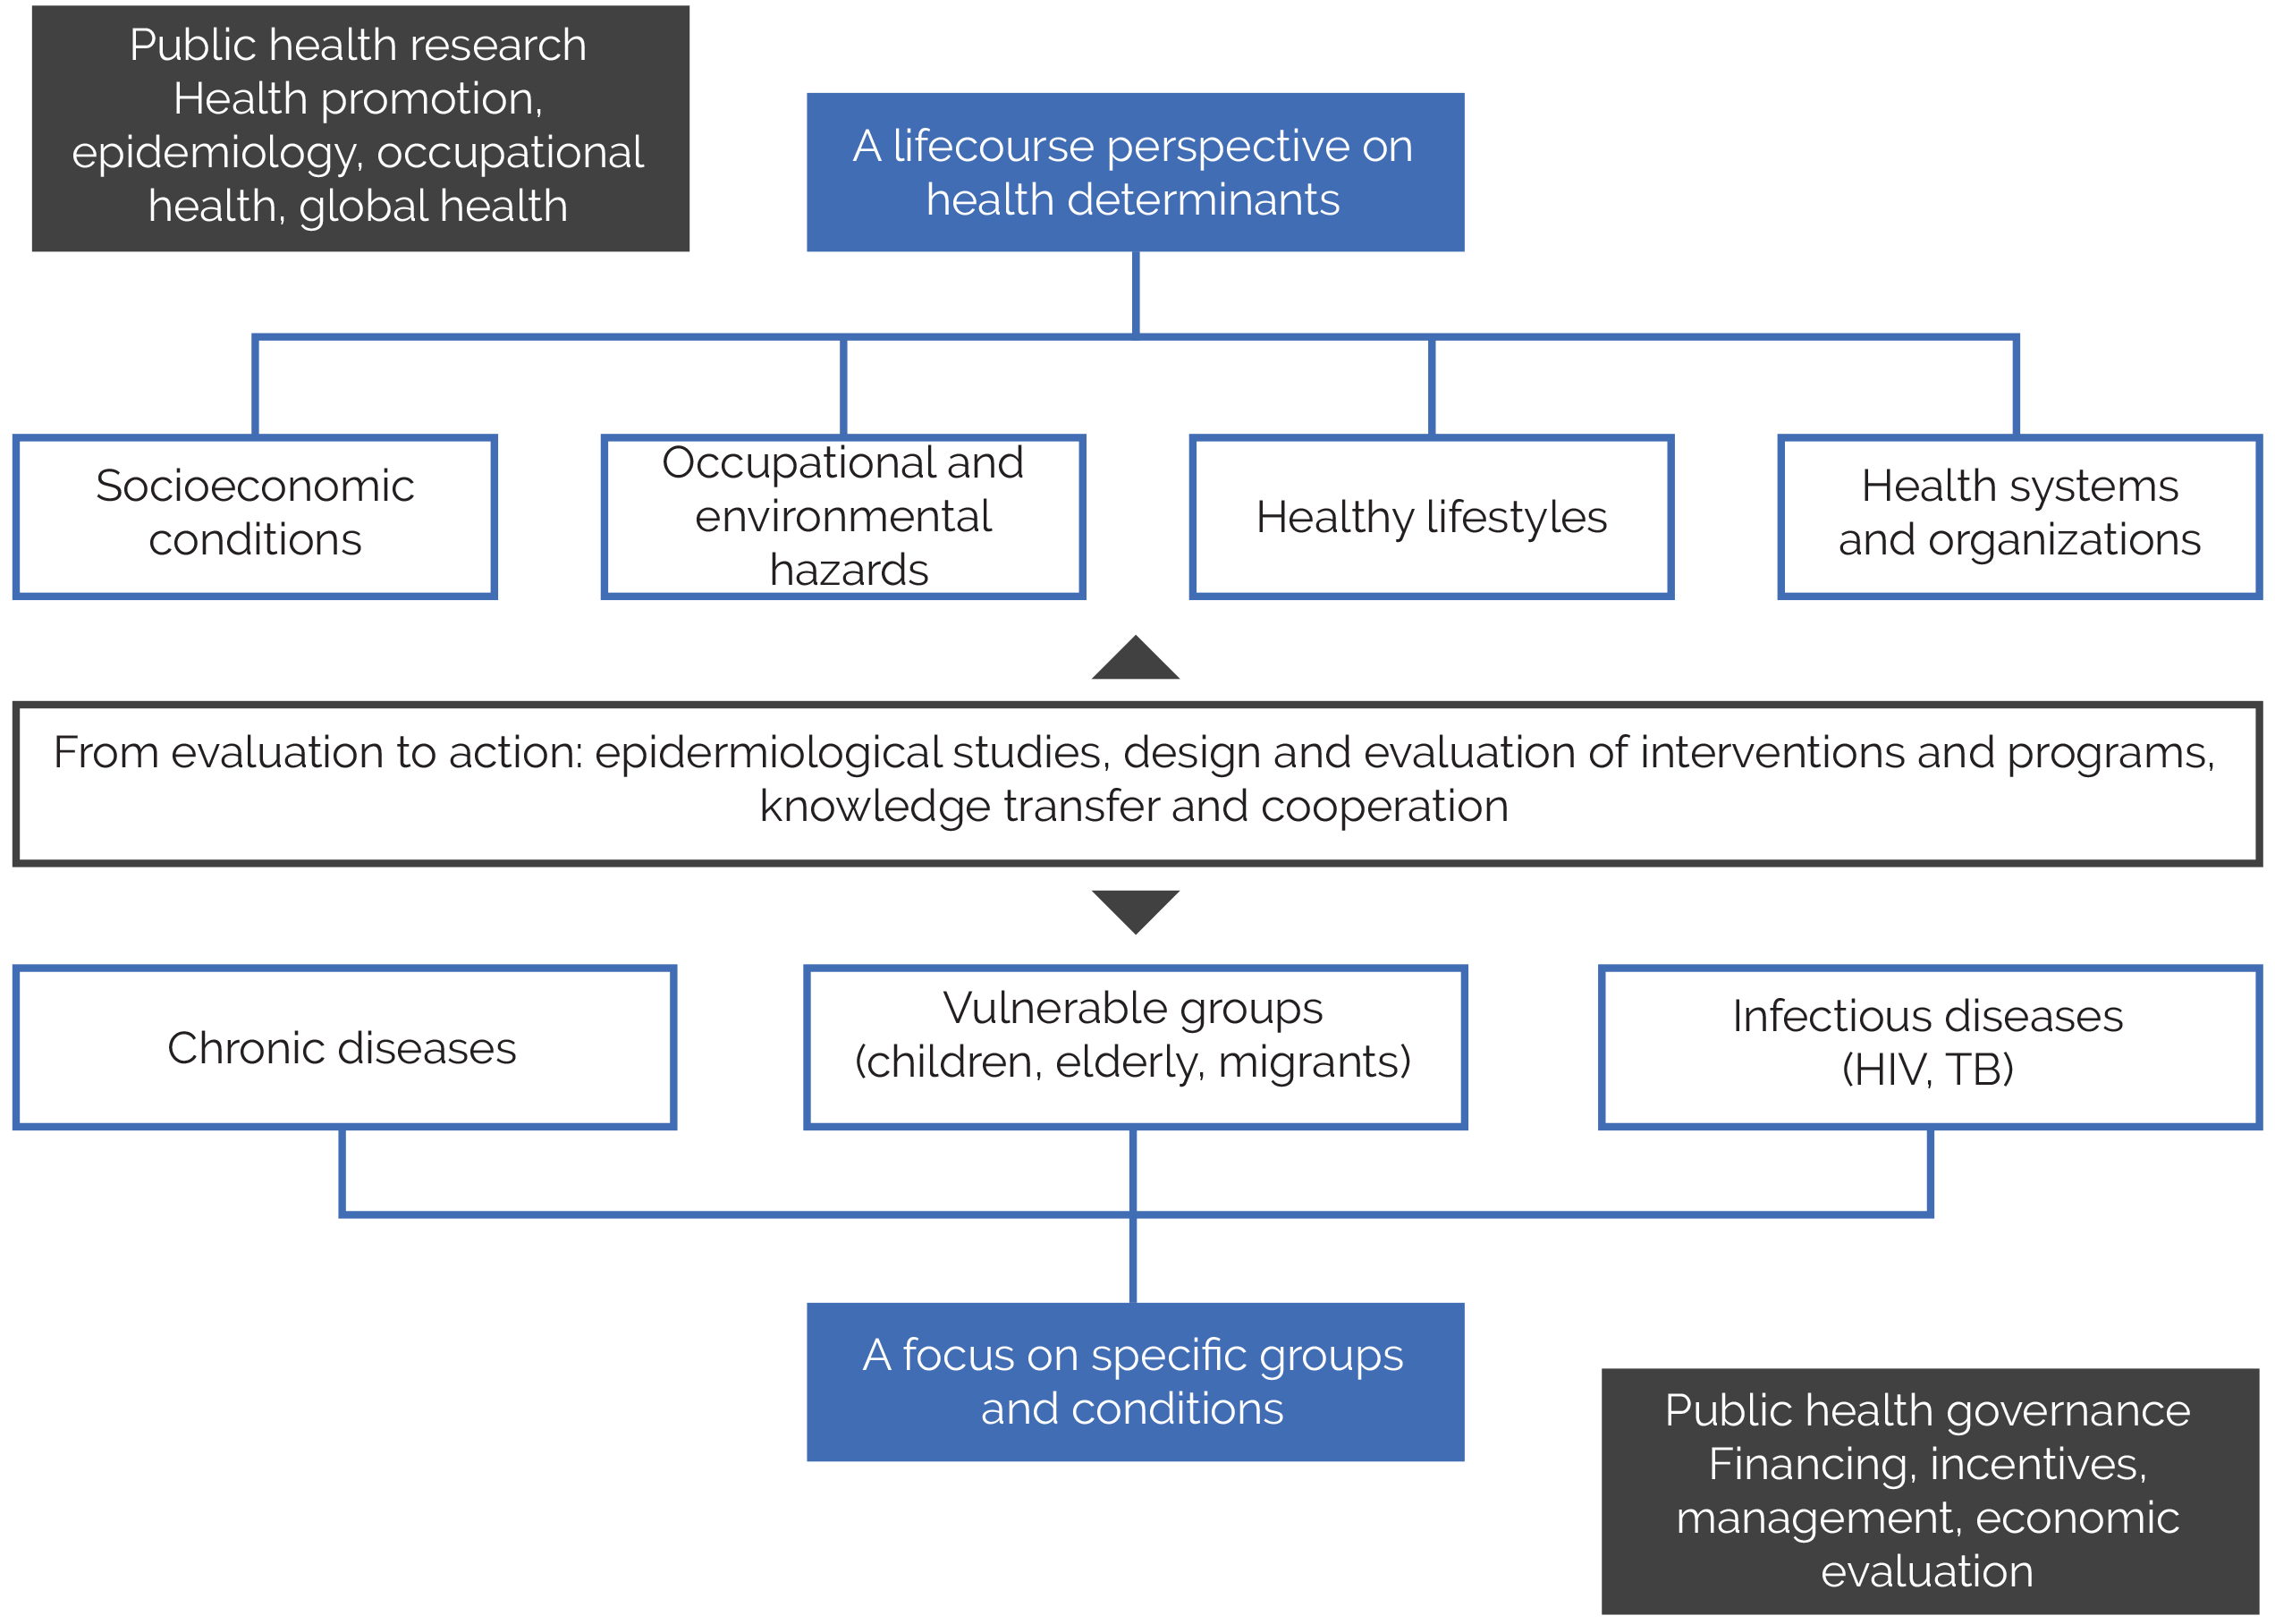 Public health research
Health promotion,
epidemiology, occupational
health, global health
A lifecourse perspective on
health determinants
Socioeconomic
conditions
Occupational and
environmental
hazards
Healthy lifestyles
Health systems
and organizations
From evaluation to action: epidermiological studies, design and evaluation of interventions and programs,
knowledge transfer and cooperation
Chronic diseases
Vulnerable groups
(children, elderly, migrants)
Infectious diseases
(HIV, TB)
A focus on specific groups
and conditions
Public health governance
Financing, incentives,
management, economic
evaluation